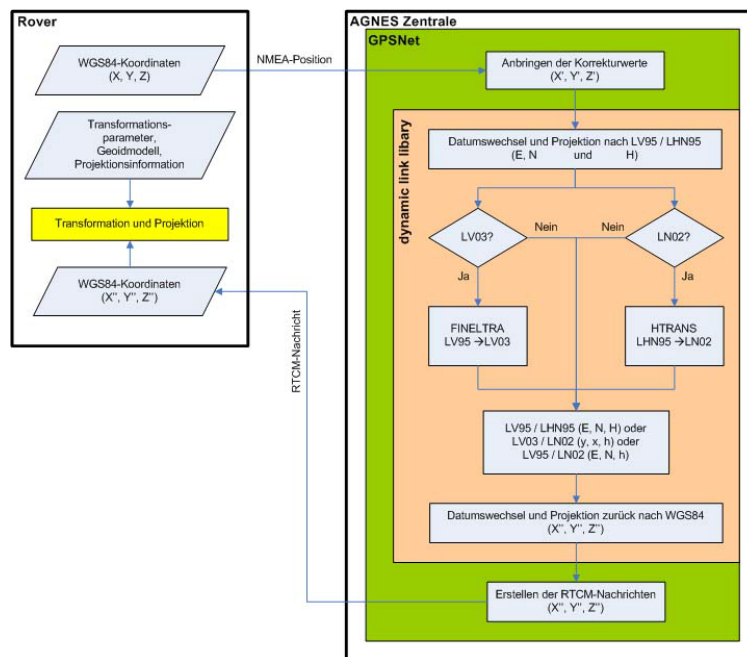 Rover
WGS84-Koordinaten
(X, Y, Z)
Transformations-
parameter,
Geoidmodell,
Projektionsinformation
Transformation und Projektion
WGS84-Koordinaten
(X", Y", Z")
NMEA-Position
RTCM-Nachricht
AGNES Zentrale
GPSNet
Anbringen der Korrekturwerte
(X', Y', Z')
dynamic link libary
Datumswechsel und Projektion nach LV95 / LHN95
(E, N und H)
LV03?
Nein
Nein
LN02?
Ja
Ja
FINELTRA
LV95 →LV03
HTRANS
LHN95 →LN02
LV95 / LHN95 (E, N, H) oder
LV03 / LN02 (y, x, h) oder
LV95 / LN02 (E, N, h)
Datumswechsel und Projektion zurück nach WGS84
(X", Y", Z")
Erstellen der RTCM-Nachrichten
(X", Y", Z")